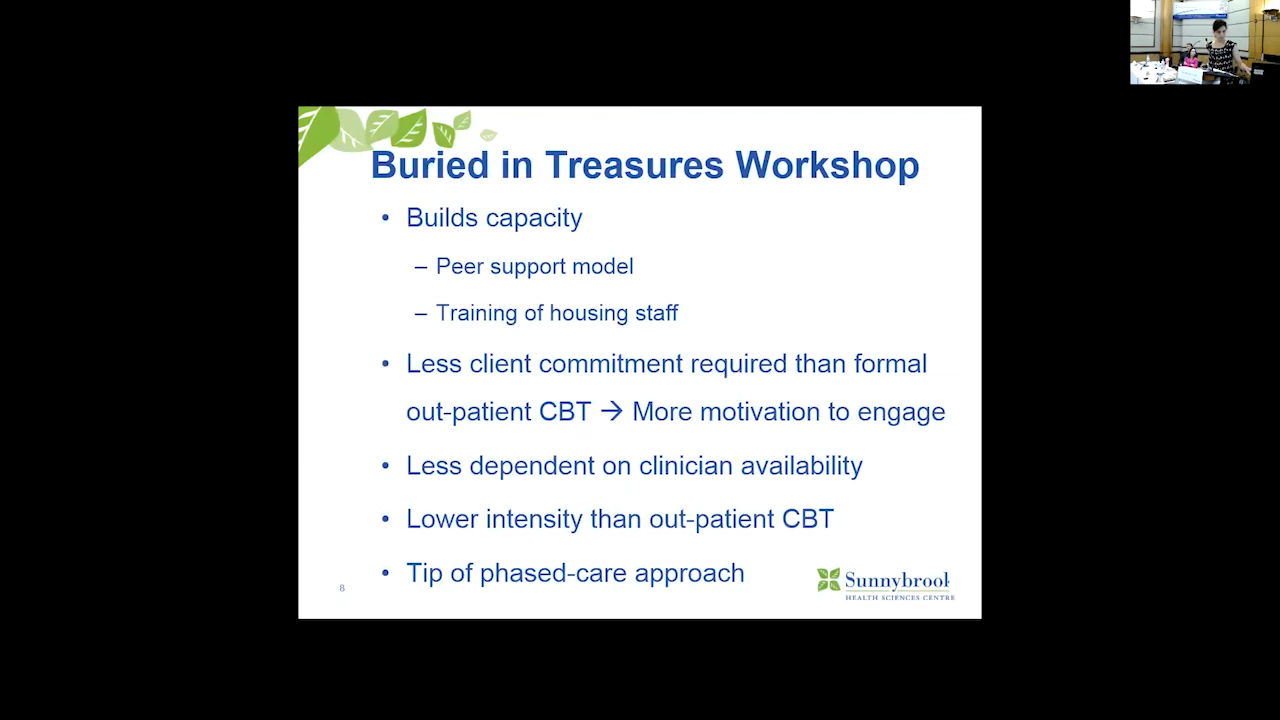 Buried in Treasures Workshop
• Builds capacity
– Peer support model
– Training of housing staff
• Less client commitment required than formal
out-patient CBT → More motivation to engage
• Less dependent on clinician availability
• Lower intensity than out-patient CBT
• Tip of phased-care approach
8
Sunnybrook
HEALTH SCIENCES CENTRE